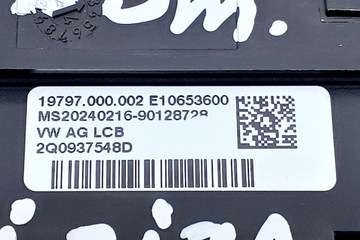 19797.000.002 E10653600
MS20240216-90128728
VW AG LCB
2Q0937548D